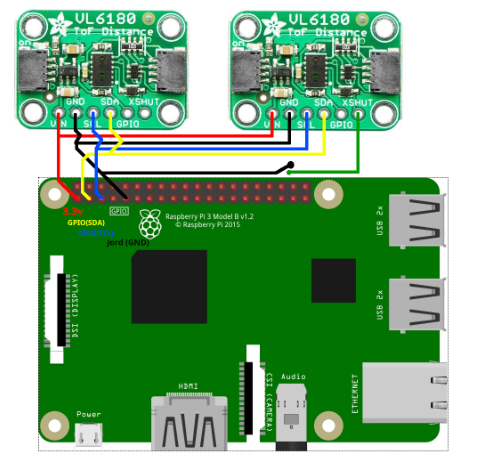 VL6180
ToF Distance
on
GND
SDA
XSHUT
VIN
SCL
GPIO
VL6180
ToF Distance
on
GND
SDA
XSHUT
VIN
SCL
GPIO
3.3v
GPIO
GPIO(SDA)
Jord (GND)
Raspberry Pi 3 Model B v1.2
© Raspberry Pi 2015
USB 2x
USB 2x
DSI (DISPLAY)
CSI (CAMERA)
ETHERNET
Power
HDMI
Audio